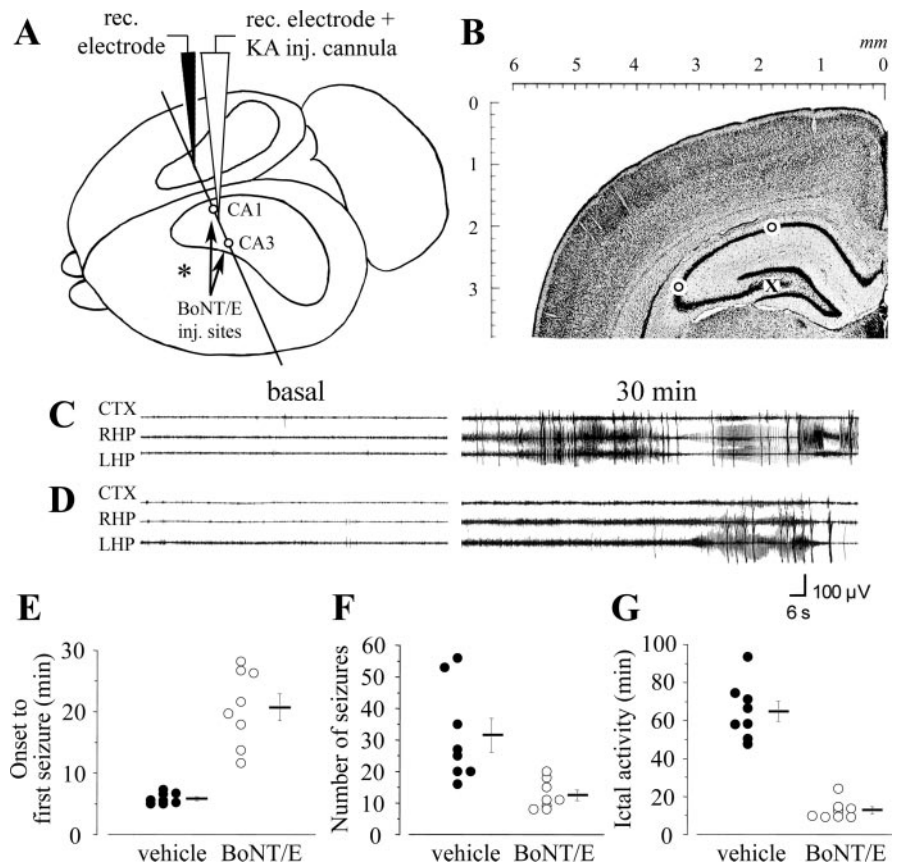 A
rec.
electrode
rec. electrode +
KA inj. cannula
CA1
CA3
*
BoNT/E
inj. sites
B
mm
6 5 4 3 2 1 0
0
1
2
3
X
basal
30 min
C
CTX
RHP
LHP
D
CTX
RHP
LHP
100 µV
6 s
E
Onset to
first seizure (min)
30
20
10
0
vehicle BoNT/E
F
Number of seizures
60
50
40
30
20
10
0
vehicle BoNT/E
G
Ictal activity (min)
100
80
60
40
20
0
vehicle BoNT/E